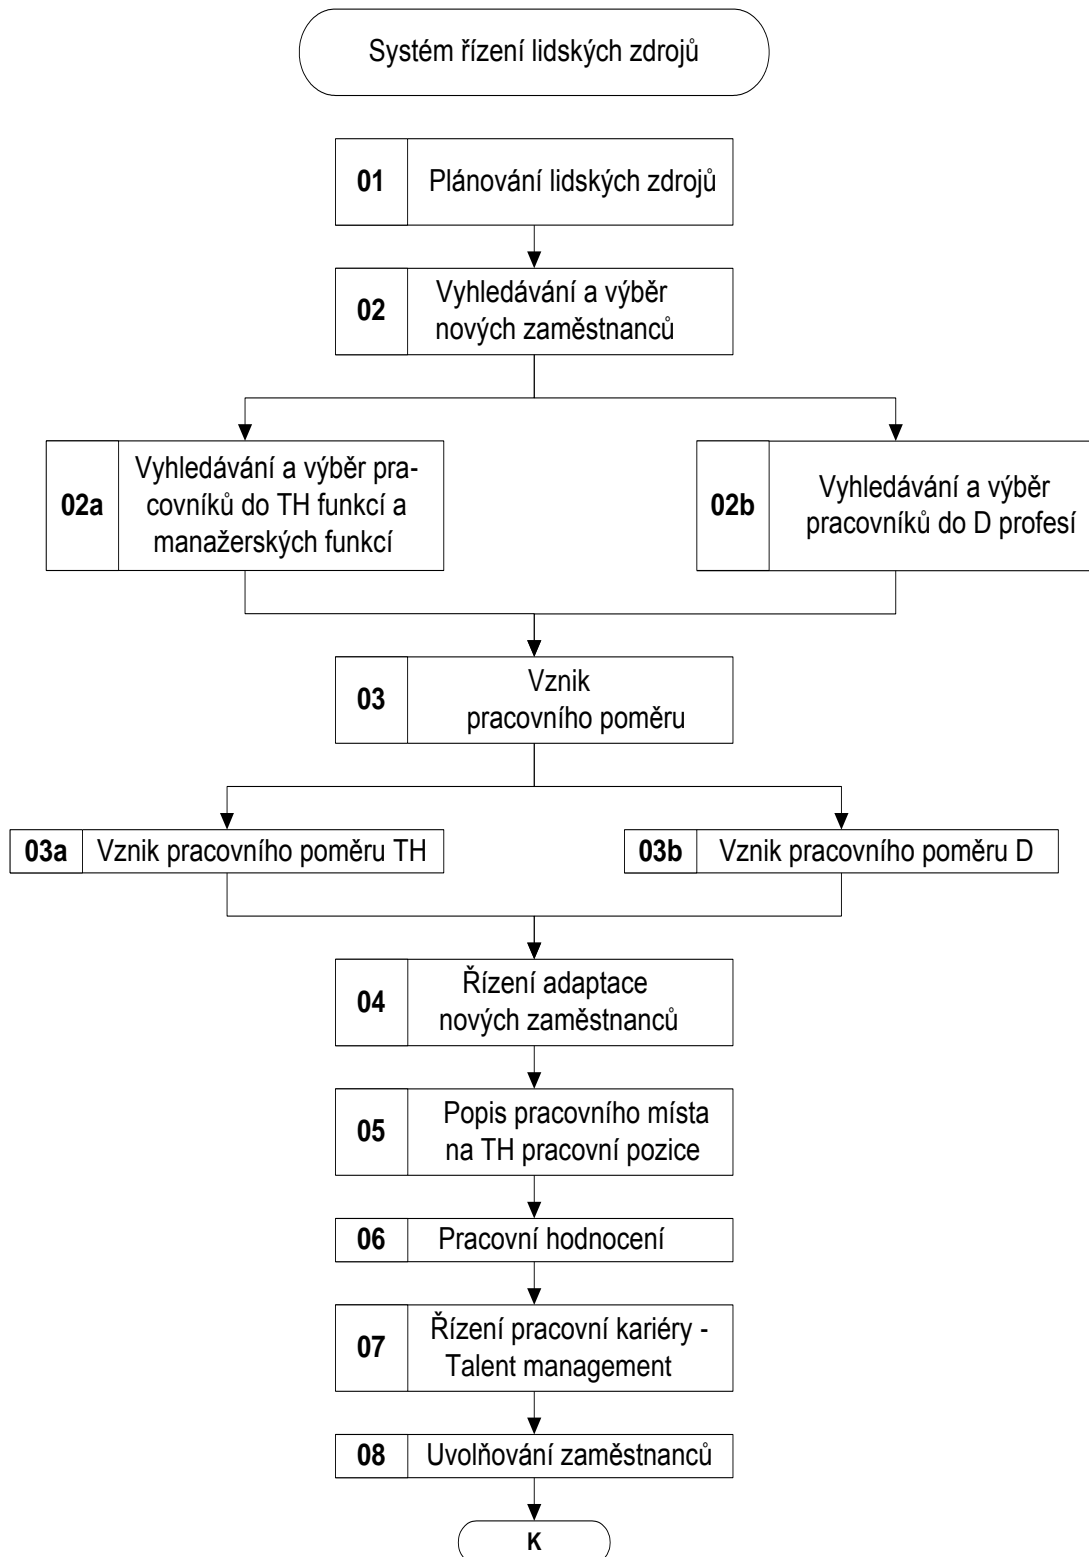 Systém řízení lidských zdrojů
01 Plánování lidských zdrojů
02 Vyhledávání a výběr
nových zaměstnanců
02a Vyhledávání a výběr pra-
covníků do TH funkcí a
manažerských funkcí
02b Vyhledávání a výběr
pracovníků do D profesí
03 Vznik
pracovního poměru
03a Vznik pracovního poměru TH
03b Vznik pracovního poměru D
04 Řízení adaptace
nových zaměstnanců
05 Popis pracovního místa
na TH pracovní pozice
06 Pracovní hodnocení
07 Řízení pracovní kariéry -
Talent management
08 Uvolňování zaměstnanců
K